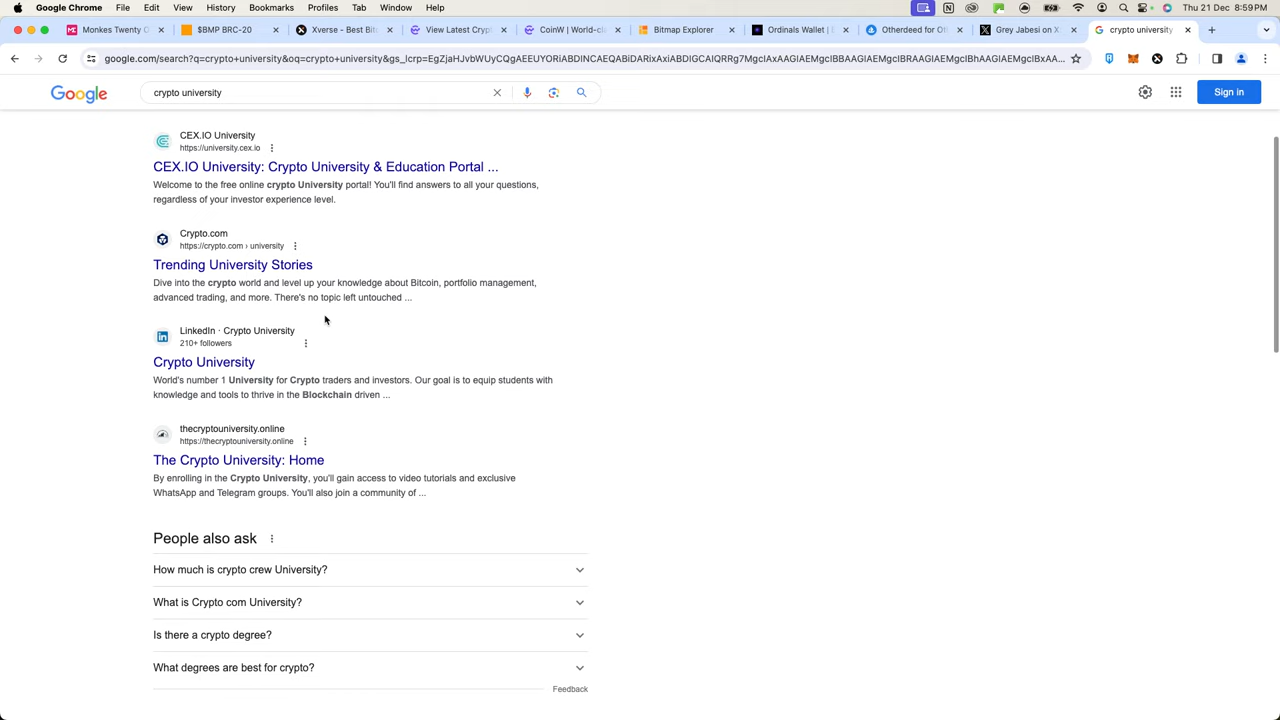 Google Chrome File Edit View History Bookmarks Profiles Tab Window Help Thu 21 Dec 8:59 PM
Monkes Twenty O $BMP BRC-20 Xverse – Best Bit View Latest Cryp CoinW | World-cla Bitmap Explorer Ordinals Wallet | Otherdeed for Oth Grey Jabesi on X crypto university
google.com/search?q=crypto+university&oq=crypto+university&gs_lcrp=
Google crypto university Sign in
CEX.IO University
https://university.cex.io
CEX.IO University: Crypto University & Education Portal ...
Welcome to the free online crypto University portal! You'll find answers to all your questions,
regardless of your investor experience level.
Crypto.com
https://crypto.com › university
Trending University Stories
Dive into the crypto world and level up your knowledge about Bitcoin, portfolio management,
advanced trading, and more. There's no topic left untouched ...
LinkedIn · Crypto University
210+ followers
Crypto University
World's number 1 University for Crypto traders and investors. Our goal is to equip students with
knowledge and tools to thrive in the Blockchain driven ...
thecryptouniversity.online
https://thecryptouniversity.online
The Crypto University: Home
By enrolling in the Crypto University, you'll gain access to video tutorials and exclusive
WhatsApp and Telegram groups. You'll also join a community of ...
People also ask
How much is crypto crew University?
What is Crypto com University?
Is there a crypto degree?
What degrees are best for crypto?
Feedback